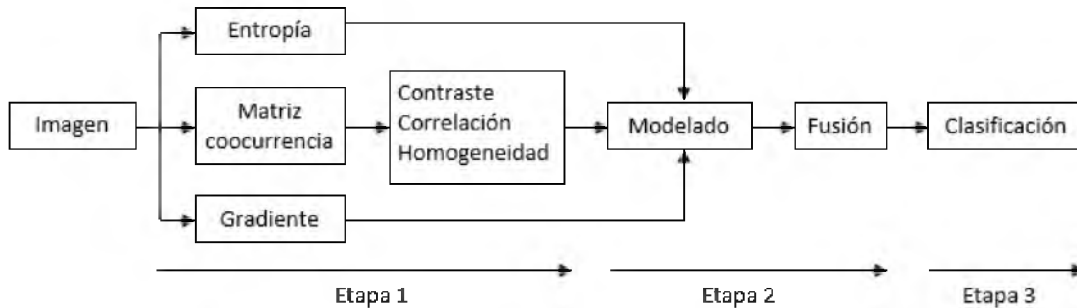 Entropía
Imagen
Matriz
coocurrencia
Contraste
Correlación
Homogeneidad
Modelado
Fusión
Clasificación
Gradiente
Etapa 1
Etapa 2
Etapa 3